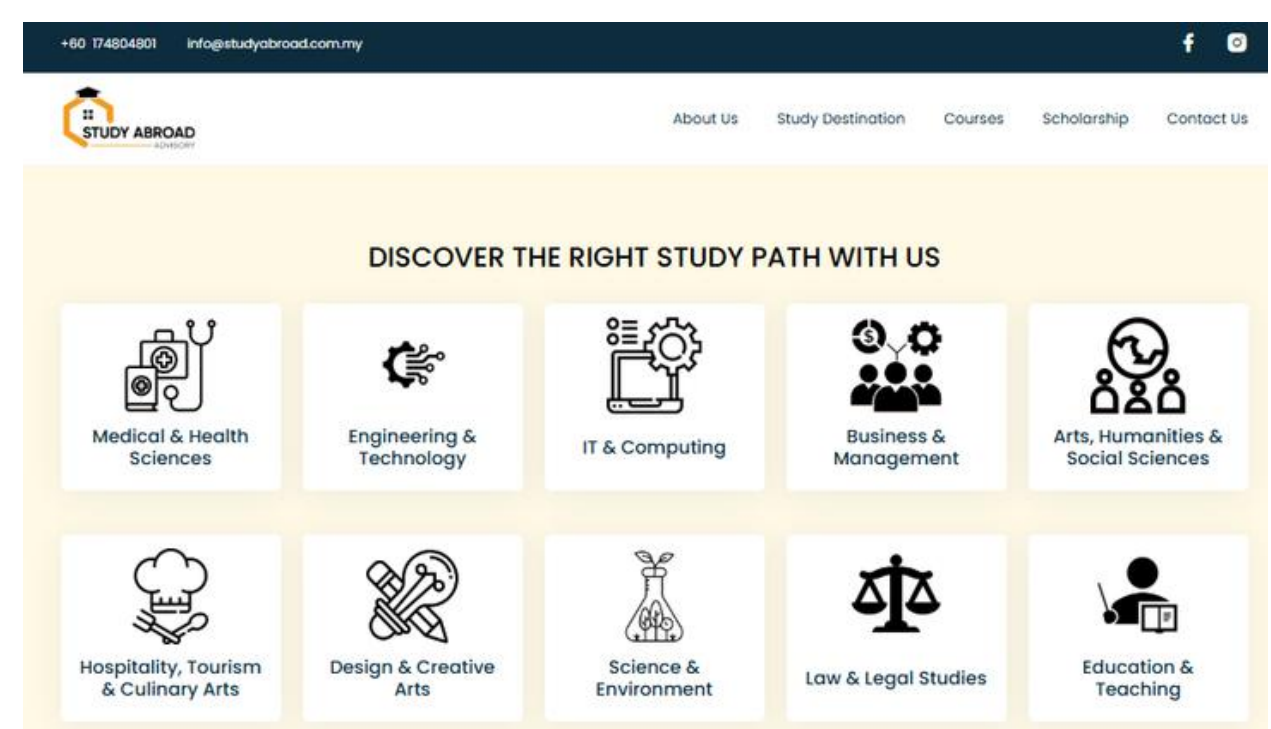 +60 174804801 info@studyabroad.com.my
STUDY ABROAD
ADVISORY
About Us Study Destination Courses Scholarship Contact Us
DISCOVER THE RIGHT STUDY PATH WITH US
Medical & Health
Sciences
Engineering &
Technology
IT & Computing
Business &
Management
Arts, Humanities &
Social Sciences
Hospitality, Tourism
& Culinary Arts
Design & Creative
Arts
Science &
Environment
Law & Legal Studies
Education &
Teaching